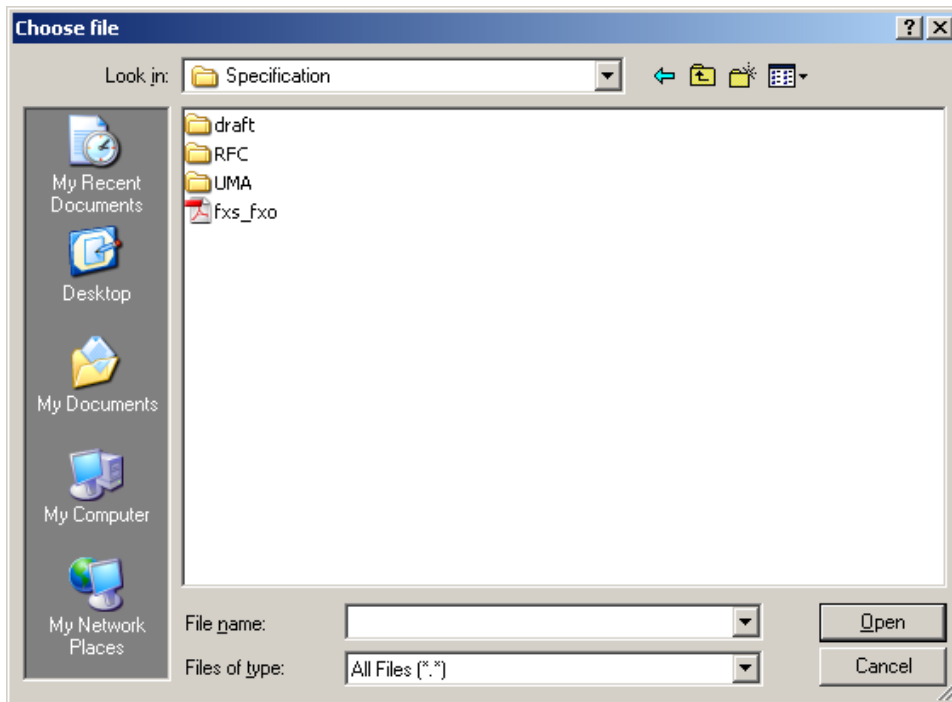 Choose file
Look in:
Specification
My Recent
Documents
Desktop
My Documents
My Computer
My Network
Places
draft
RFC
UMA
fxs_fxo
File name:
Open
Files of type:
All Files (*.*)
Cancel